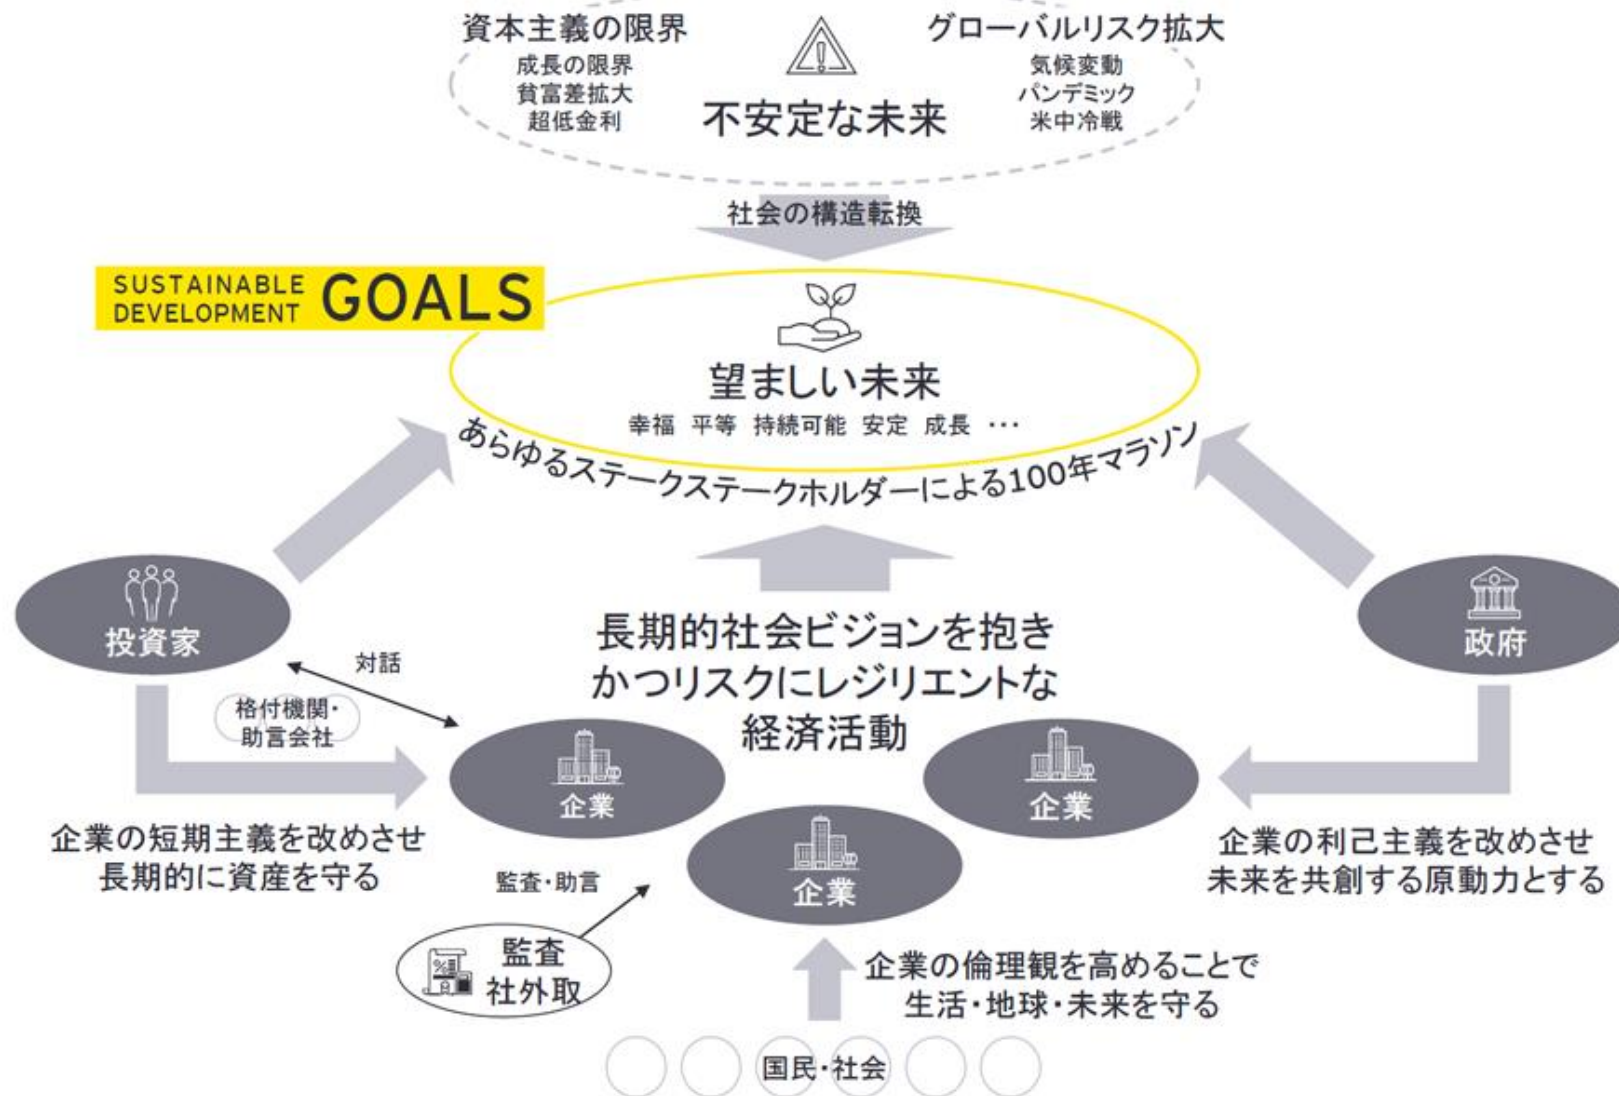 資本主義の限界
成長の限界
貧富差拡大
超低金利
不安定な未来
グローバルリスク拡大
気候変動
パンデミック
米中冷戦
社会の構造転換
SUSTAINABLE
DEVELOPMENT
GOALS
望ましい未来
幸福 平等 持続可能 安定 成長 ･･･
あらゆるステークステークホルダーによる100年マラソン
投資家
対話
格付機関・
助言会社
政府
長期的社会ビジョンを抱き
かつリスクにレジリエントな
経済活動
企業
企業
企業
企業の短期主義を改めさせ
長期的に資産を守る
企業の利己主義を改めさせ
未来を共創する原動力とする
監査・助言
監査
社外取
企業の倫理観を高めることで
生活・地球・未来を守る
国民・社会